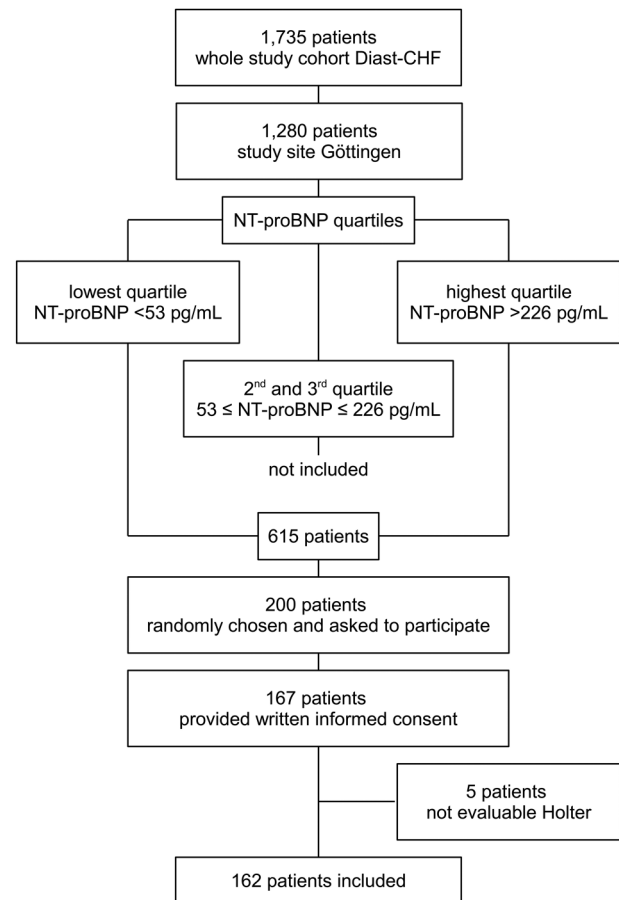 1,735 patients
whole study cohort Diast-CHF
1,280 patients
study site Göttingen
NT-proBNP quartiles
lowest quartile
NT-proBNP <53 pg/mL
highest quartile
NT-proBNP >226 pg/mL
2nd and 3rd quartile
53 ≤ NT-proBNP ≤ 226 pg/mL
not included
615 patients
200 patients
randomly chosen and asked to participate
167 patients
provided written informed consent
5 patients
not evaluable Holter
162 patients included